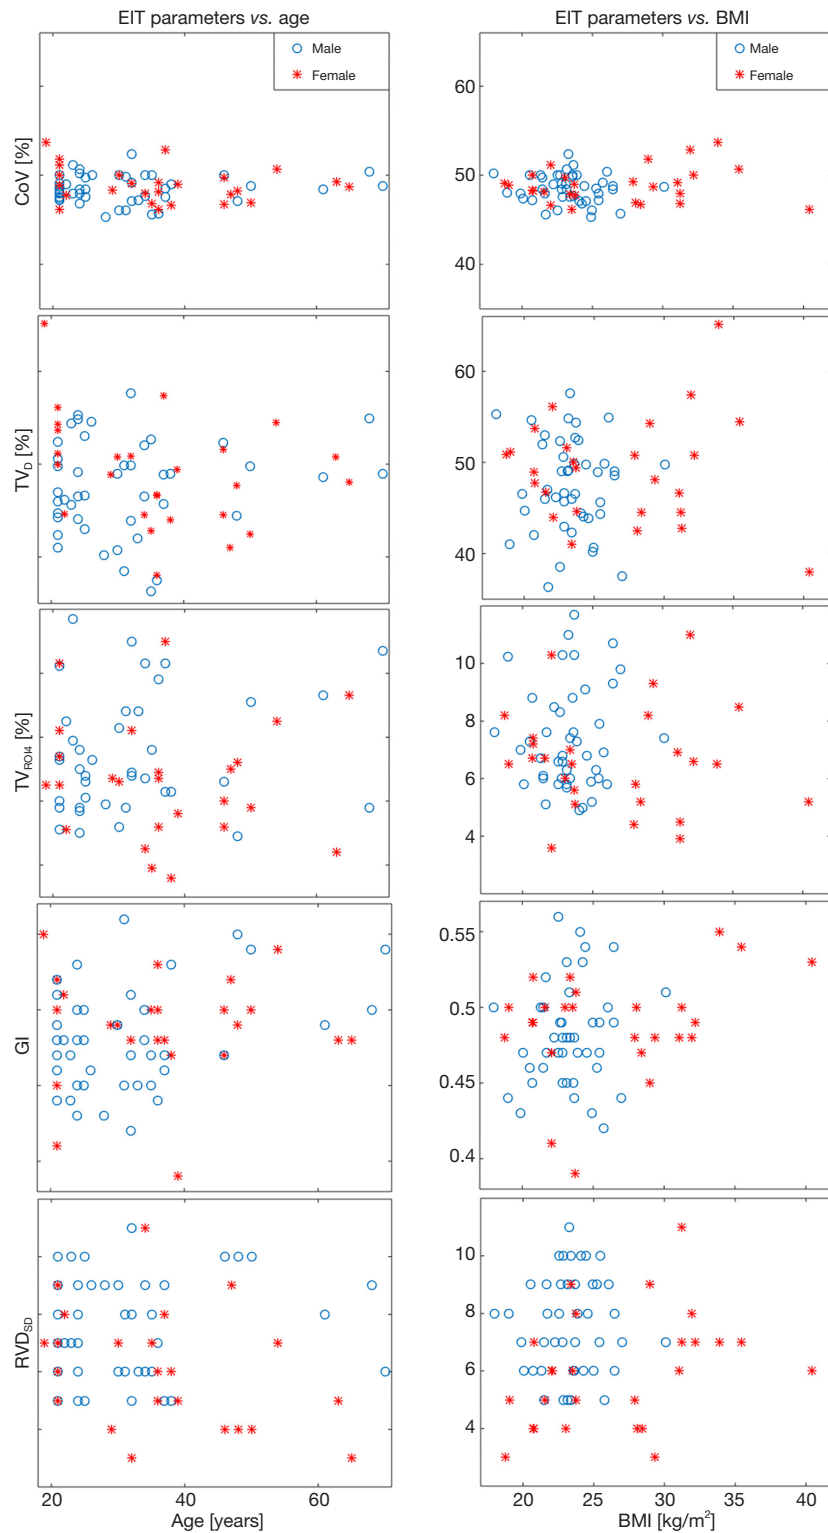 EIT parameters vs. age
EIT parameters vs. BMI
Male
Female
Male
Female
CoV [%]
60
50
40
TV_D [%]
60
50
40
TV_ROI4 [%]
10
8
6
4
GI
0.55
0.5
0.45
0.4
RVD_SD
10
8
6
4
20
40
60
Age [years]
20
25
30
35
40
BMI [kg/m²]